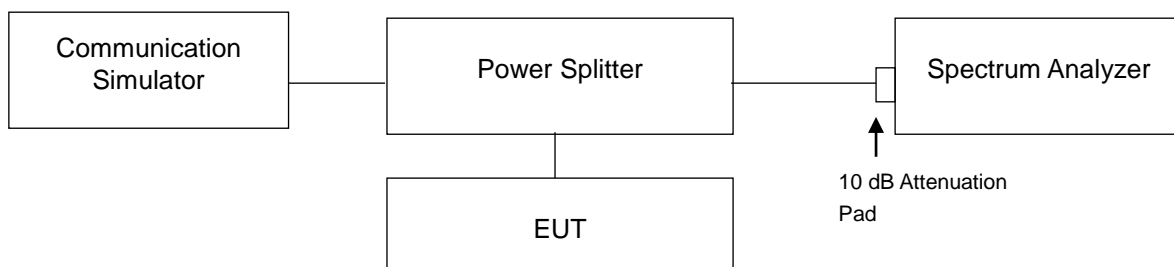 Communication
Simulator
Power Splitter
Spectrum Analyzer
10 dB Attenuation
Pad
EUT